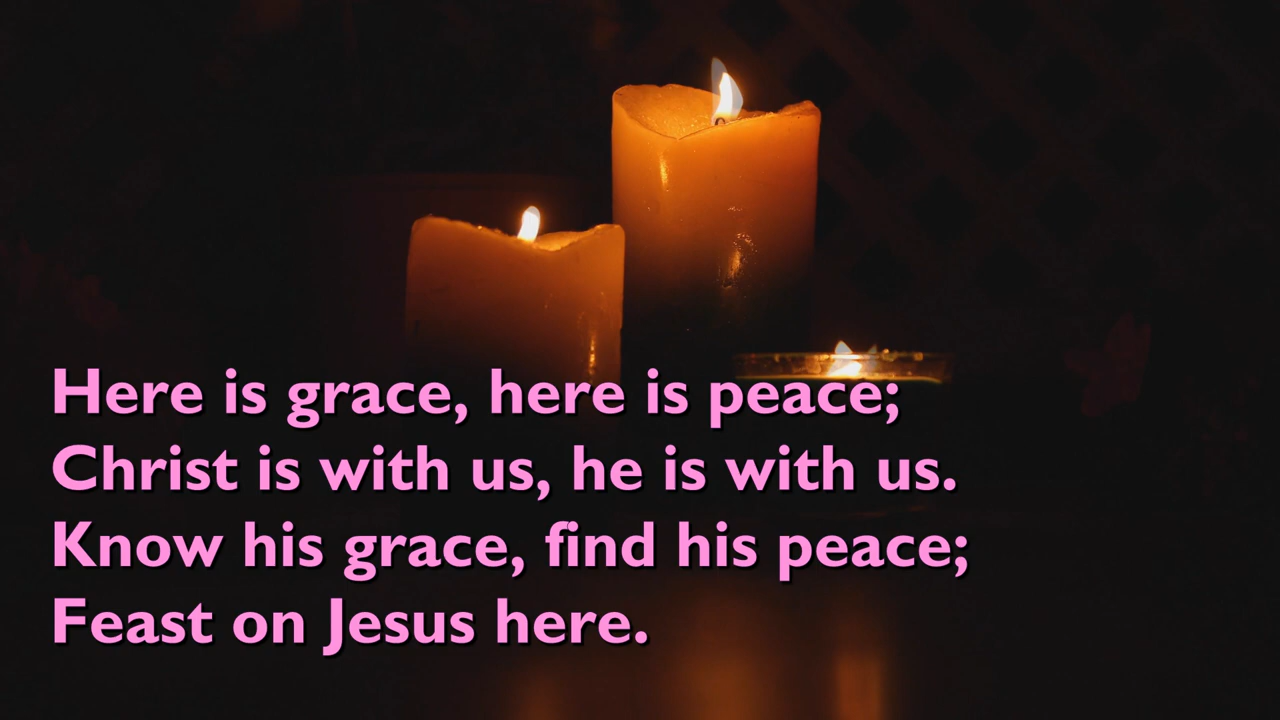 Here is grace, here is peace;
Christ is with us, he is with us.
Know his grace, find his peace;
Feast on Jesus here.